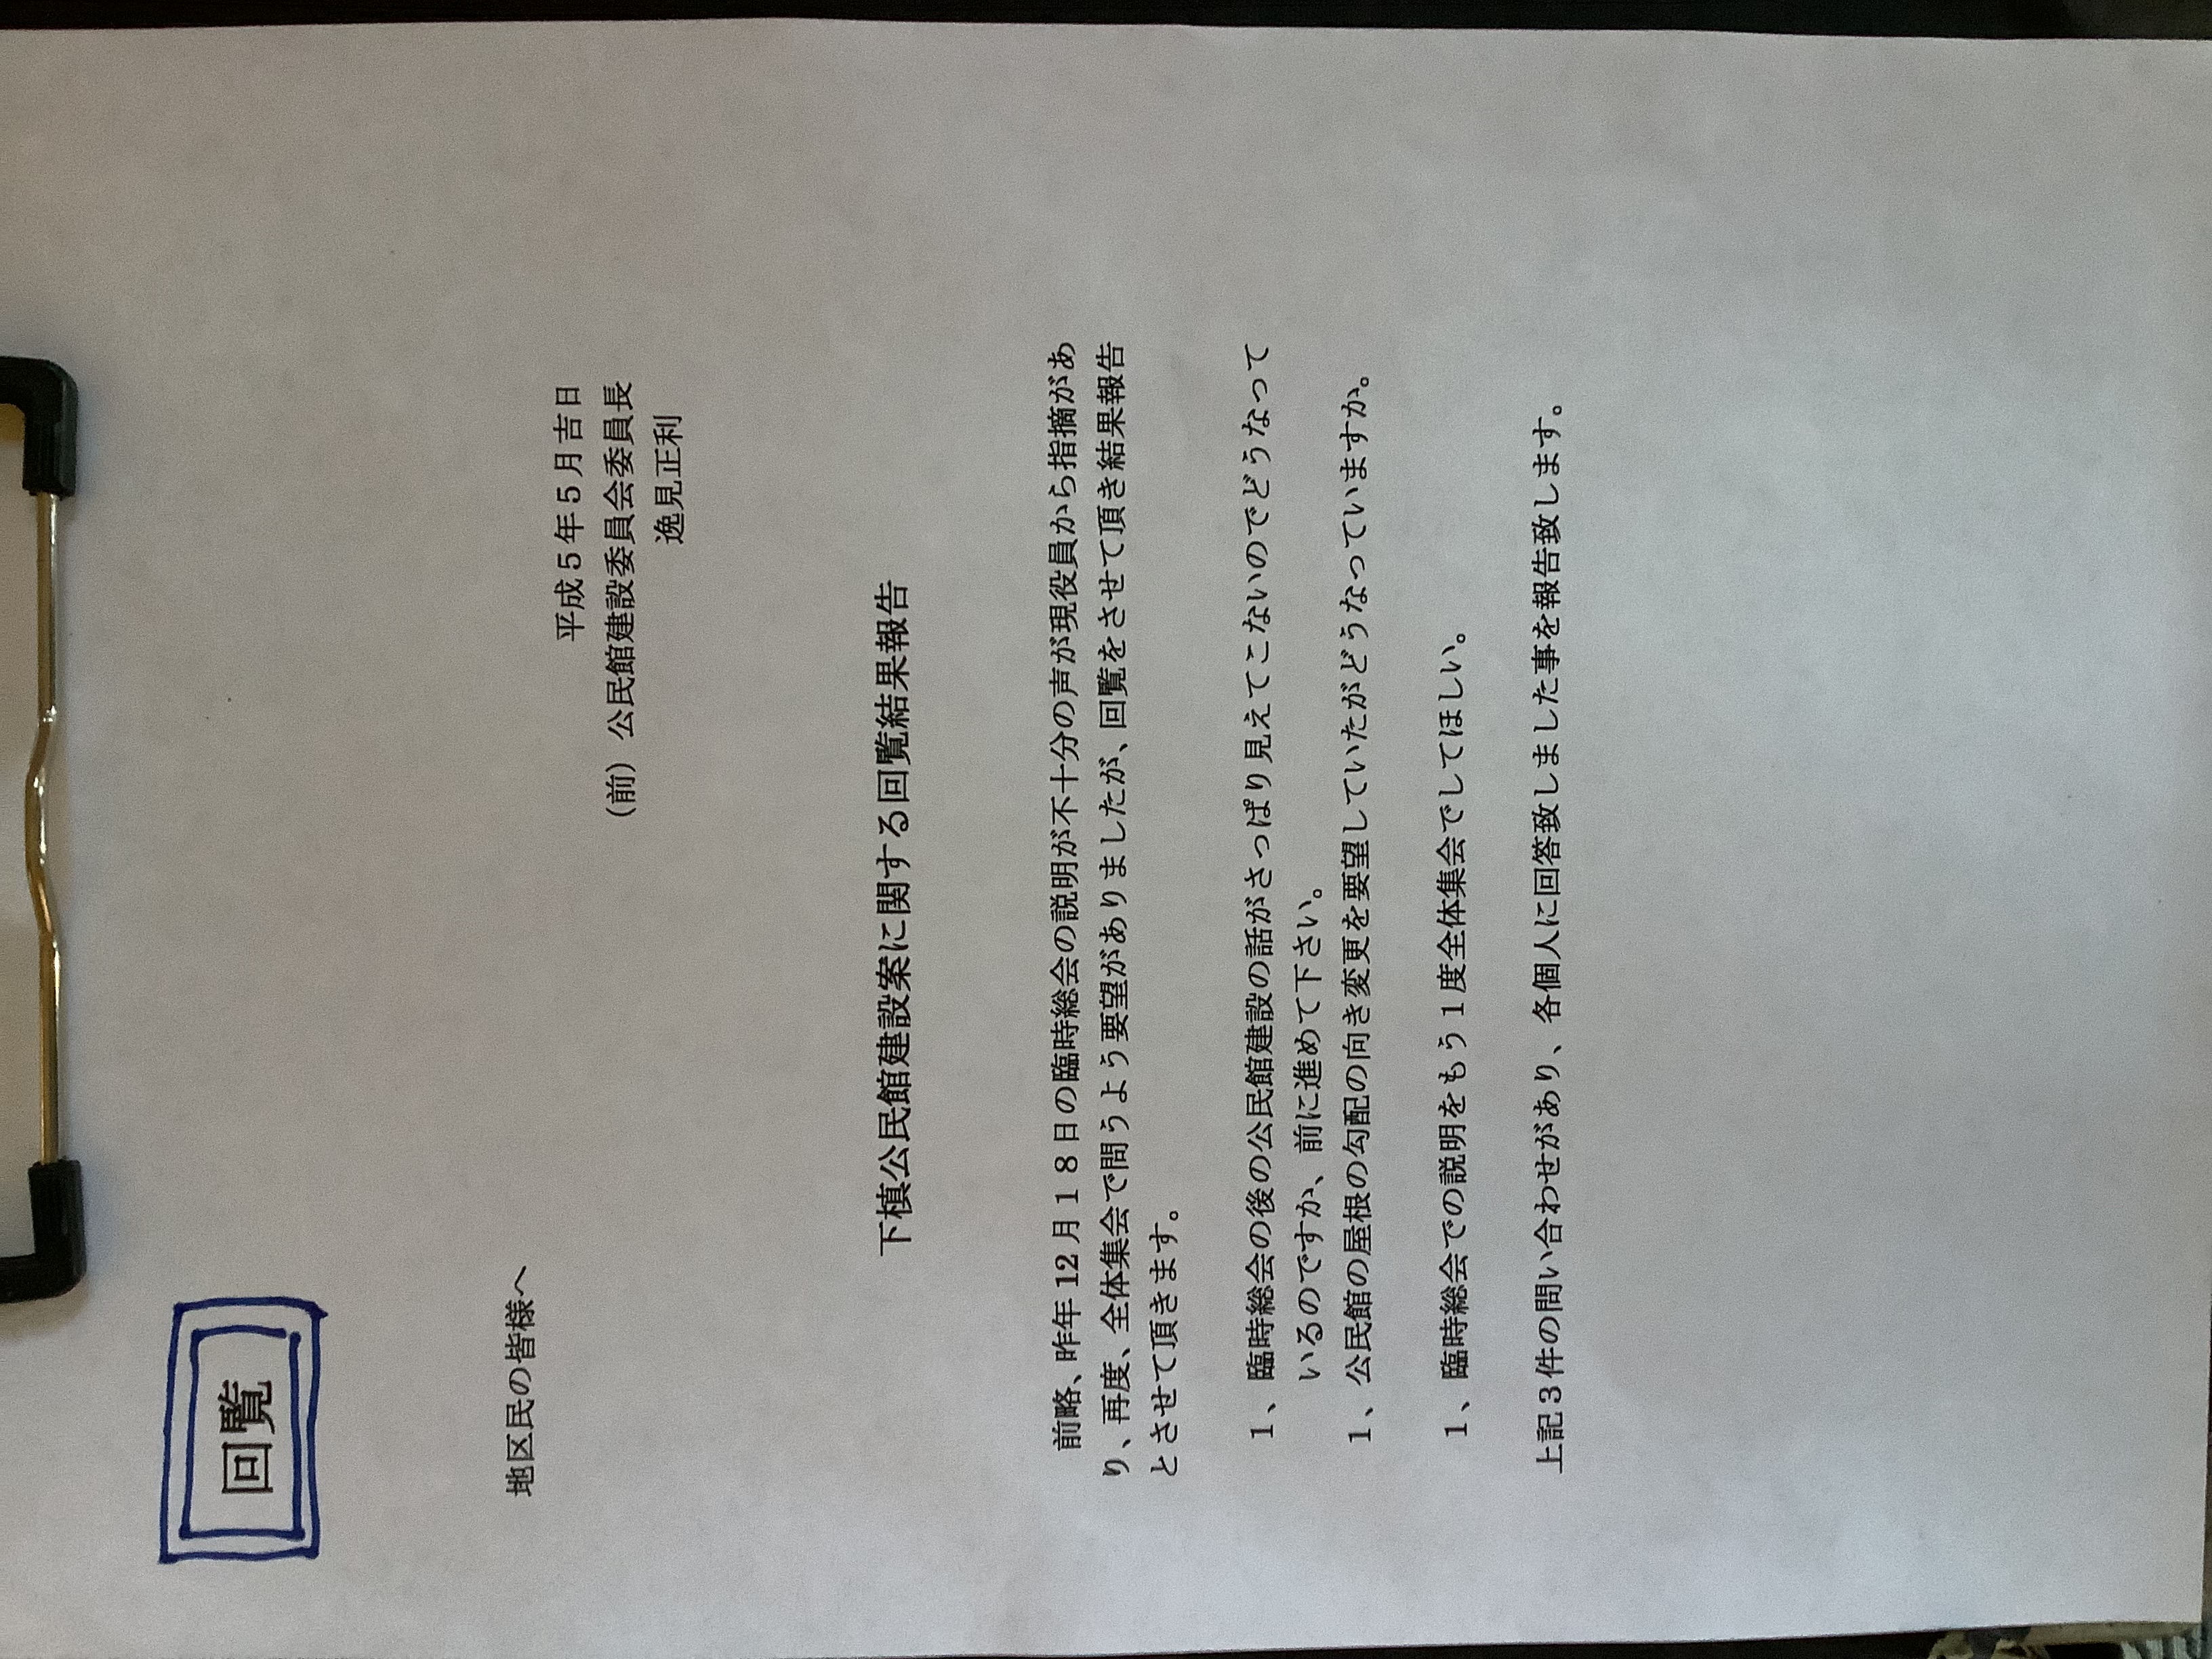 回覧
地区民の皆様へ
平成５年５月吉日
（前）公民館建設委員会委員長
逸見正利
下槙公民館建設案に関する回覧結果報告
前略、昨年 12 月１８日の臨時総会の説明が不十分の声が現役員から指摘があ
り、再度、全体集会で問うよう要望がありましたが、回覧をさせて頂き結果報告
とさせて頂きます。
１、臨時総会の後の公民館建設の話がさっぱり見えてこないのでどうなって
いるのですか、前に進めて下さい。
１、公民館の屋根の勾配の向き変更を要望していたがどうなっていますか。
１、臨時総会での説明をもう１度全体集会でしてほしい。
上記３件の問い合わせがあり、各個人に回答致しました事を報告致します。